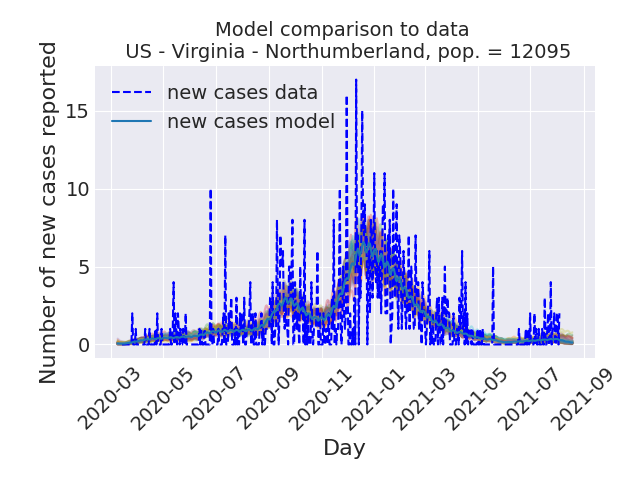 Model comparison to data
US - Virginia - Northumberland, pop. = 12095
new cases data
new cases model
Number of new cases reported
15
10
5
0
2020-03
2020-05
2020-07
2020-09
2020-11
2021-01
2021-03
2021-05
2021-07
2021-09
Day